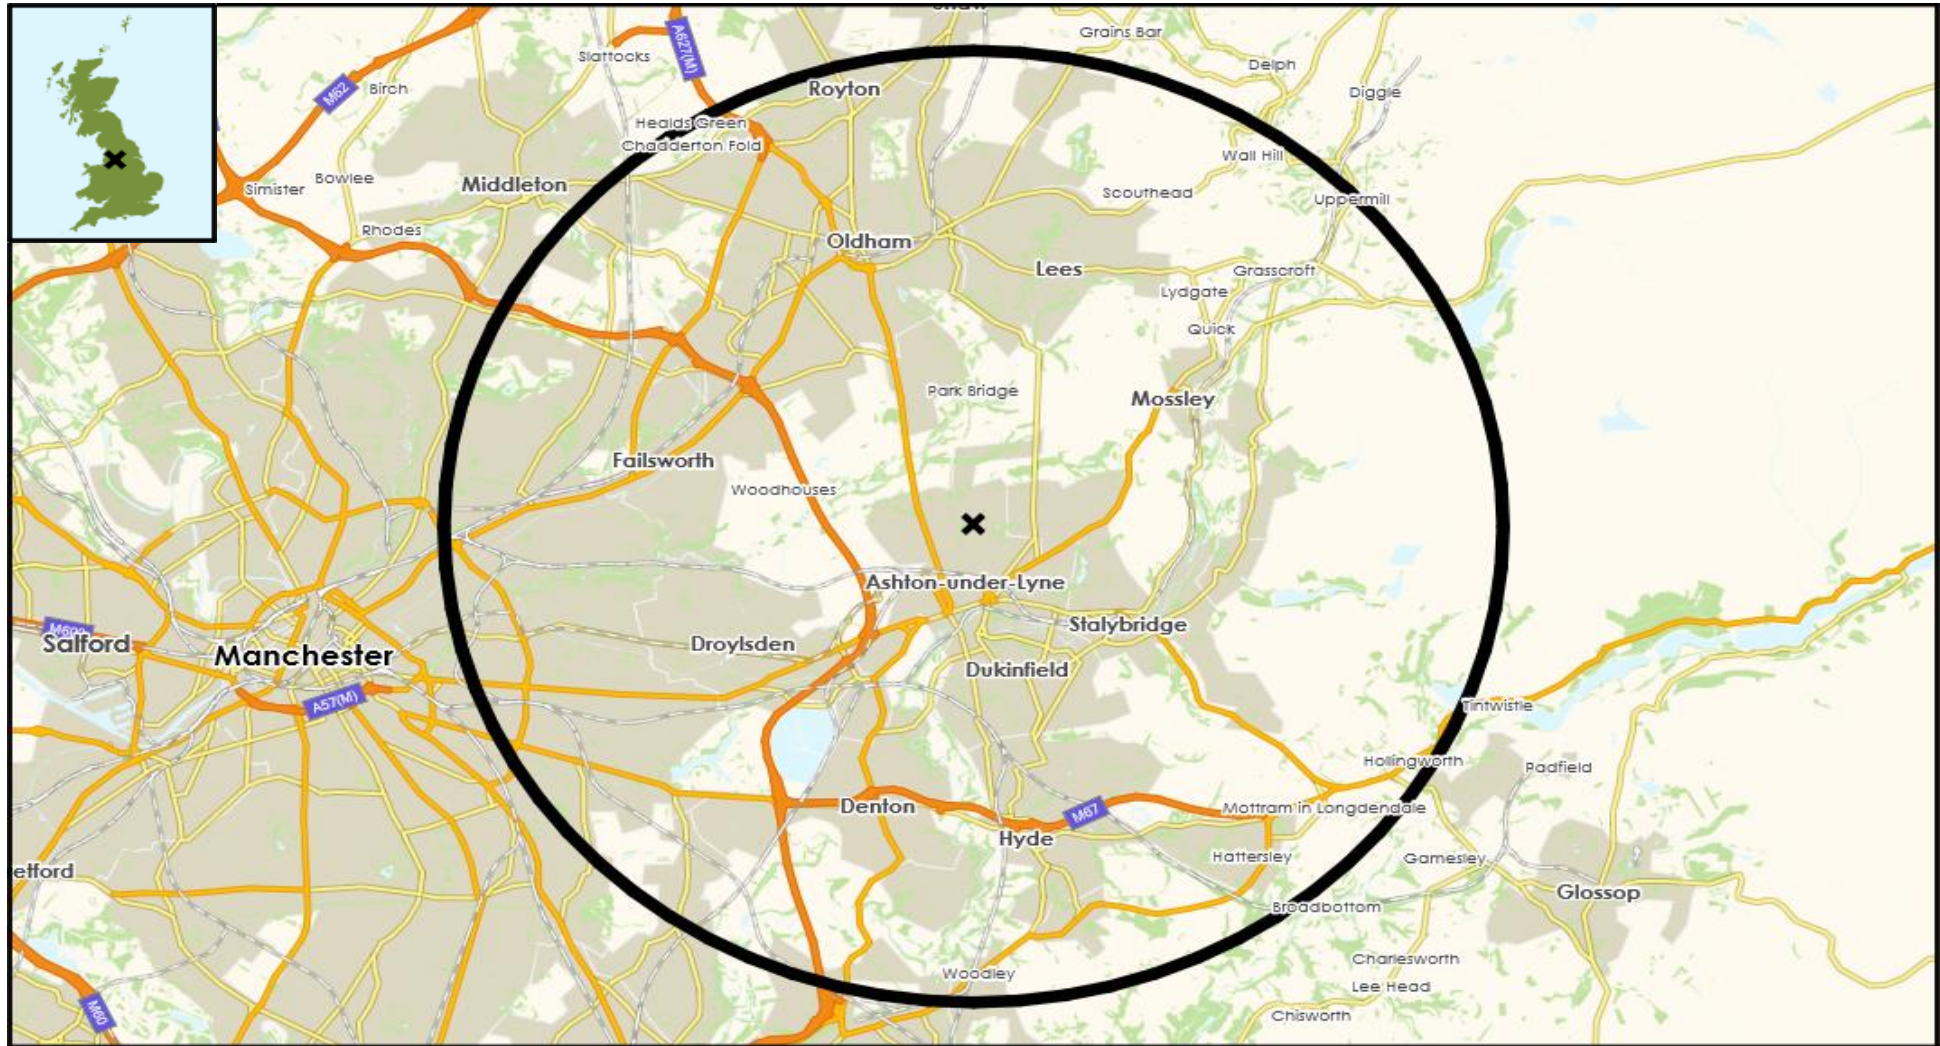 Grains Bar
Slattocks
A627(M)
Delph
M62
Birch
Royton
Diggle
Healds Green
Chadderton Fold
Wall Hill
Simister
Bowlee
Middleton
Scouthead
Uppermill
Rhodes
Oldham
Lees
Grasscroft
Lydgate
Quick
Park Bridge
Mossley
Failsworth
Woodhouses
Ashton-under-Lyne
Stalybridge
Salford
Manchester
Droylsden
Dukinfield
A57(M)
Tintwistle
Hollingworth
Padfield
Denton
M67
Mottram in Longdendale
Hyde
Hattersley
Gamesley
etford
Glossop
Broadbottom
Woodley
Charlesworth
Lee Head
M60
Chisworth